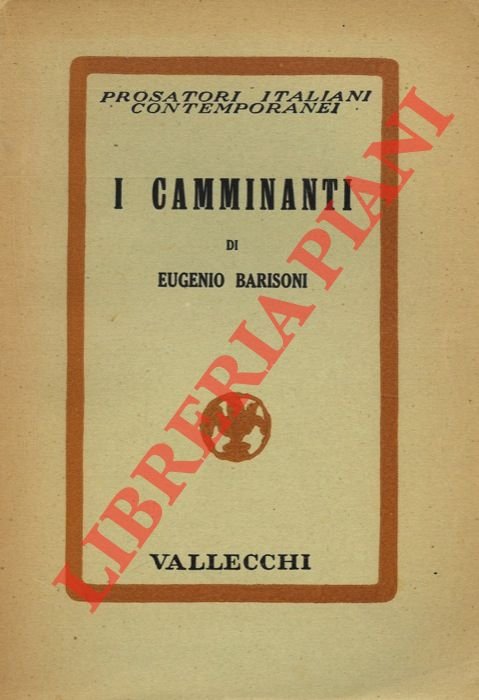 PROSATORI ITALIANI
CONTEMPORANEI
I CAMMINANTI
DI
EUGENIO BARISONI
VALLECCHI
LIBRERIA PIANI